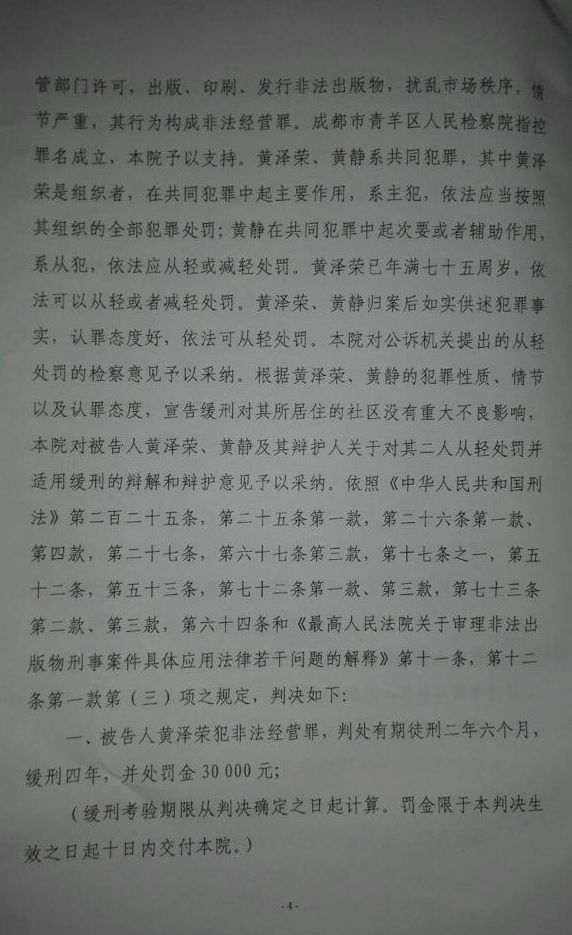 管部门许可，出版、印刷、发行非法出版物，扰乱市场秩序，情
节严重，其行为构成非法经营罪。成都市青羊区人民检察院指控
罪名成立，本院予以支持。黄泽荣、黄静系共同犯罪，其中黄泽
荣是组织者，在共同犯罪中起主要作用，系主犯，依法应当按照
其组织的全部犯罪处罚；黄静在共同犯罪中起次要或者辅助作用，
系从犯，依法应从轻或减轻处罚。黄泽荣已年满七十五周岁，依
法可以从轻或者减轻处罚。黄泽荣、黄静归案后如实供述犯罪事
实，认罪态度好，依法可从轻处罚。本院对公诉机关提出的从轻
处罚的检察意见予以采纳。根据黄泽荣、黄静的犯罪性质、情节
以及认罪态度，宣告缓刑对其所居住的社区没有重大不良影响，
本院对被告人黄泽荣、黄静及其辩护人关于对其二人从轻处罚并
适用缓刑的辩解和辩护意见予以采纳。依照《中华人民共和国刑
法》第二百二十五条，第二十五条第一款，第二十六条第一款、
第四款，第二十七条，第六十七条第三款，第十七条之一，第五
十二条，第五十三条，第七十二条第一款、第三款，第七十三条
第二款、第三款，第六十四条和《最高人民法院关于审理非法出
版物刑事案件具体应用法律若干问题的解释》第十一条，第十二
条第一款第（三）项之规定，判决如下：
一、被告人黄泽荣犯非法经营罪，判处有期徒刑二年六个月，
缓刑四年，并处罚金 30 000 元；
（缓刑考验期限从判决确定之日起计算。罚金限于本判决生
效之日起十日内交付本院。）
- 4 -